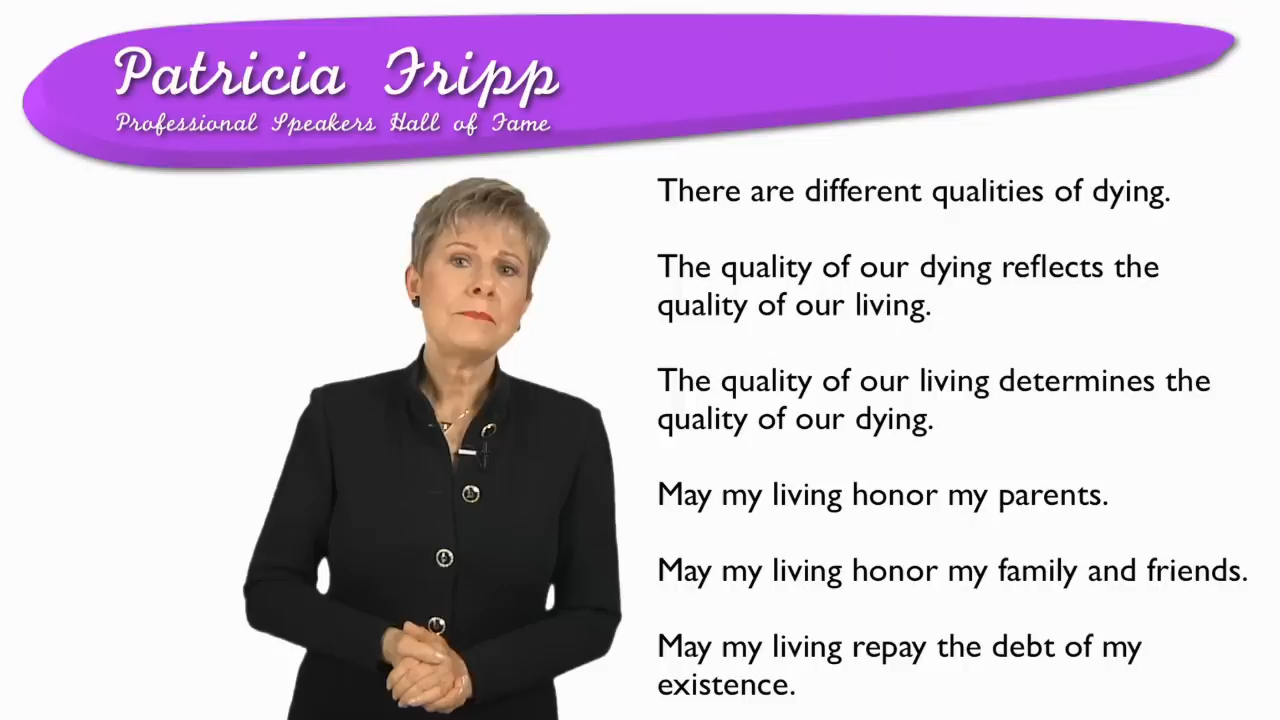 Patricia Fripp
Professional Speakers Hall of Fame
There are different qualities of dying.
The quality of our dying reflects the
quality of our living.
The quality of our living determines the
quality of our dying.
May my living honor my parents.
May my living honor my family and friends.
May my living repay the debt of my
existence.